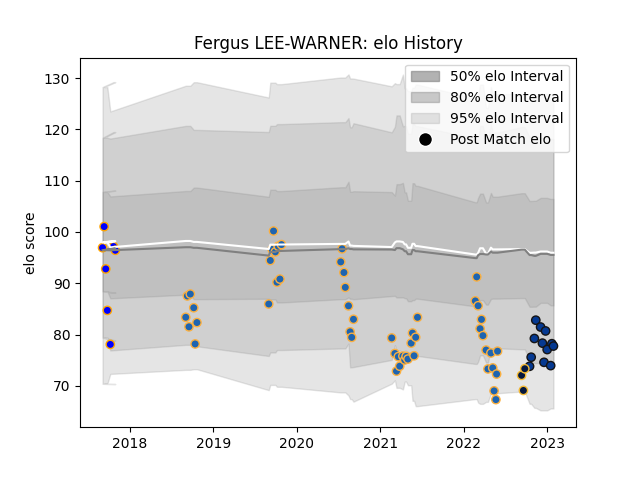 Fergus LEE-WARNER: elo History
50% elo Interval
80% elo Interval
95% elo Interval
Post Match elo
elo score
130
120
110
100
90
80
70
2018
2019
2020
2021
2022
2023